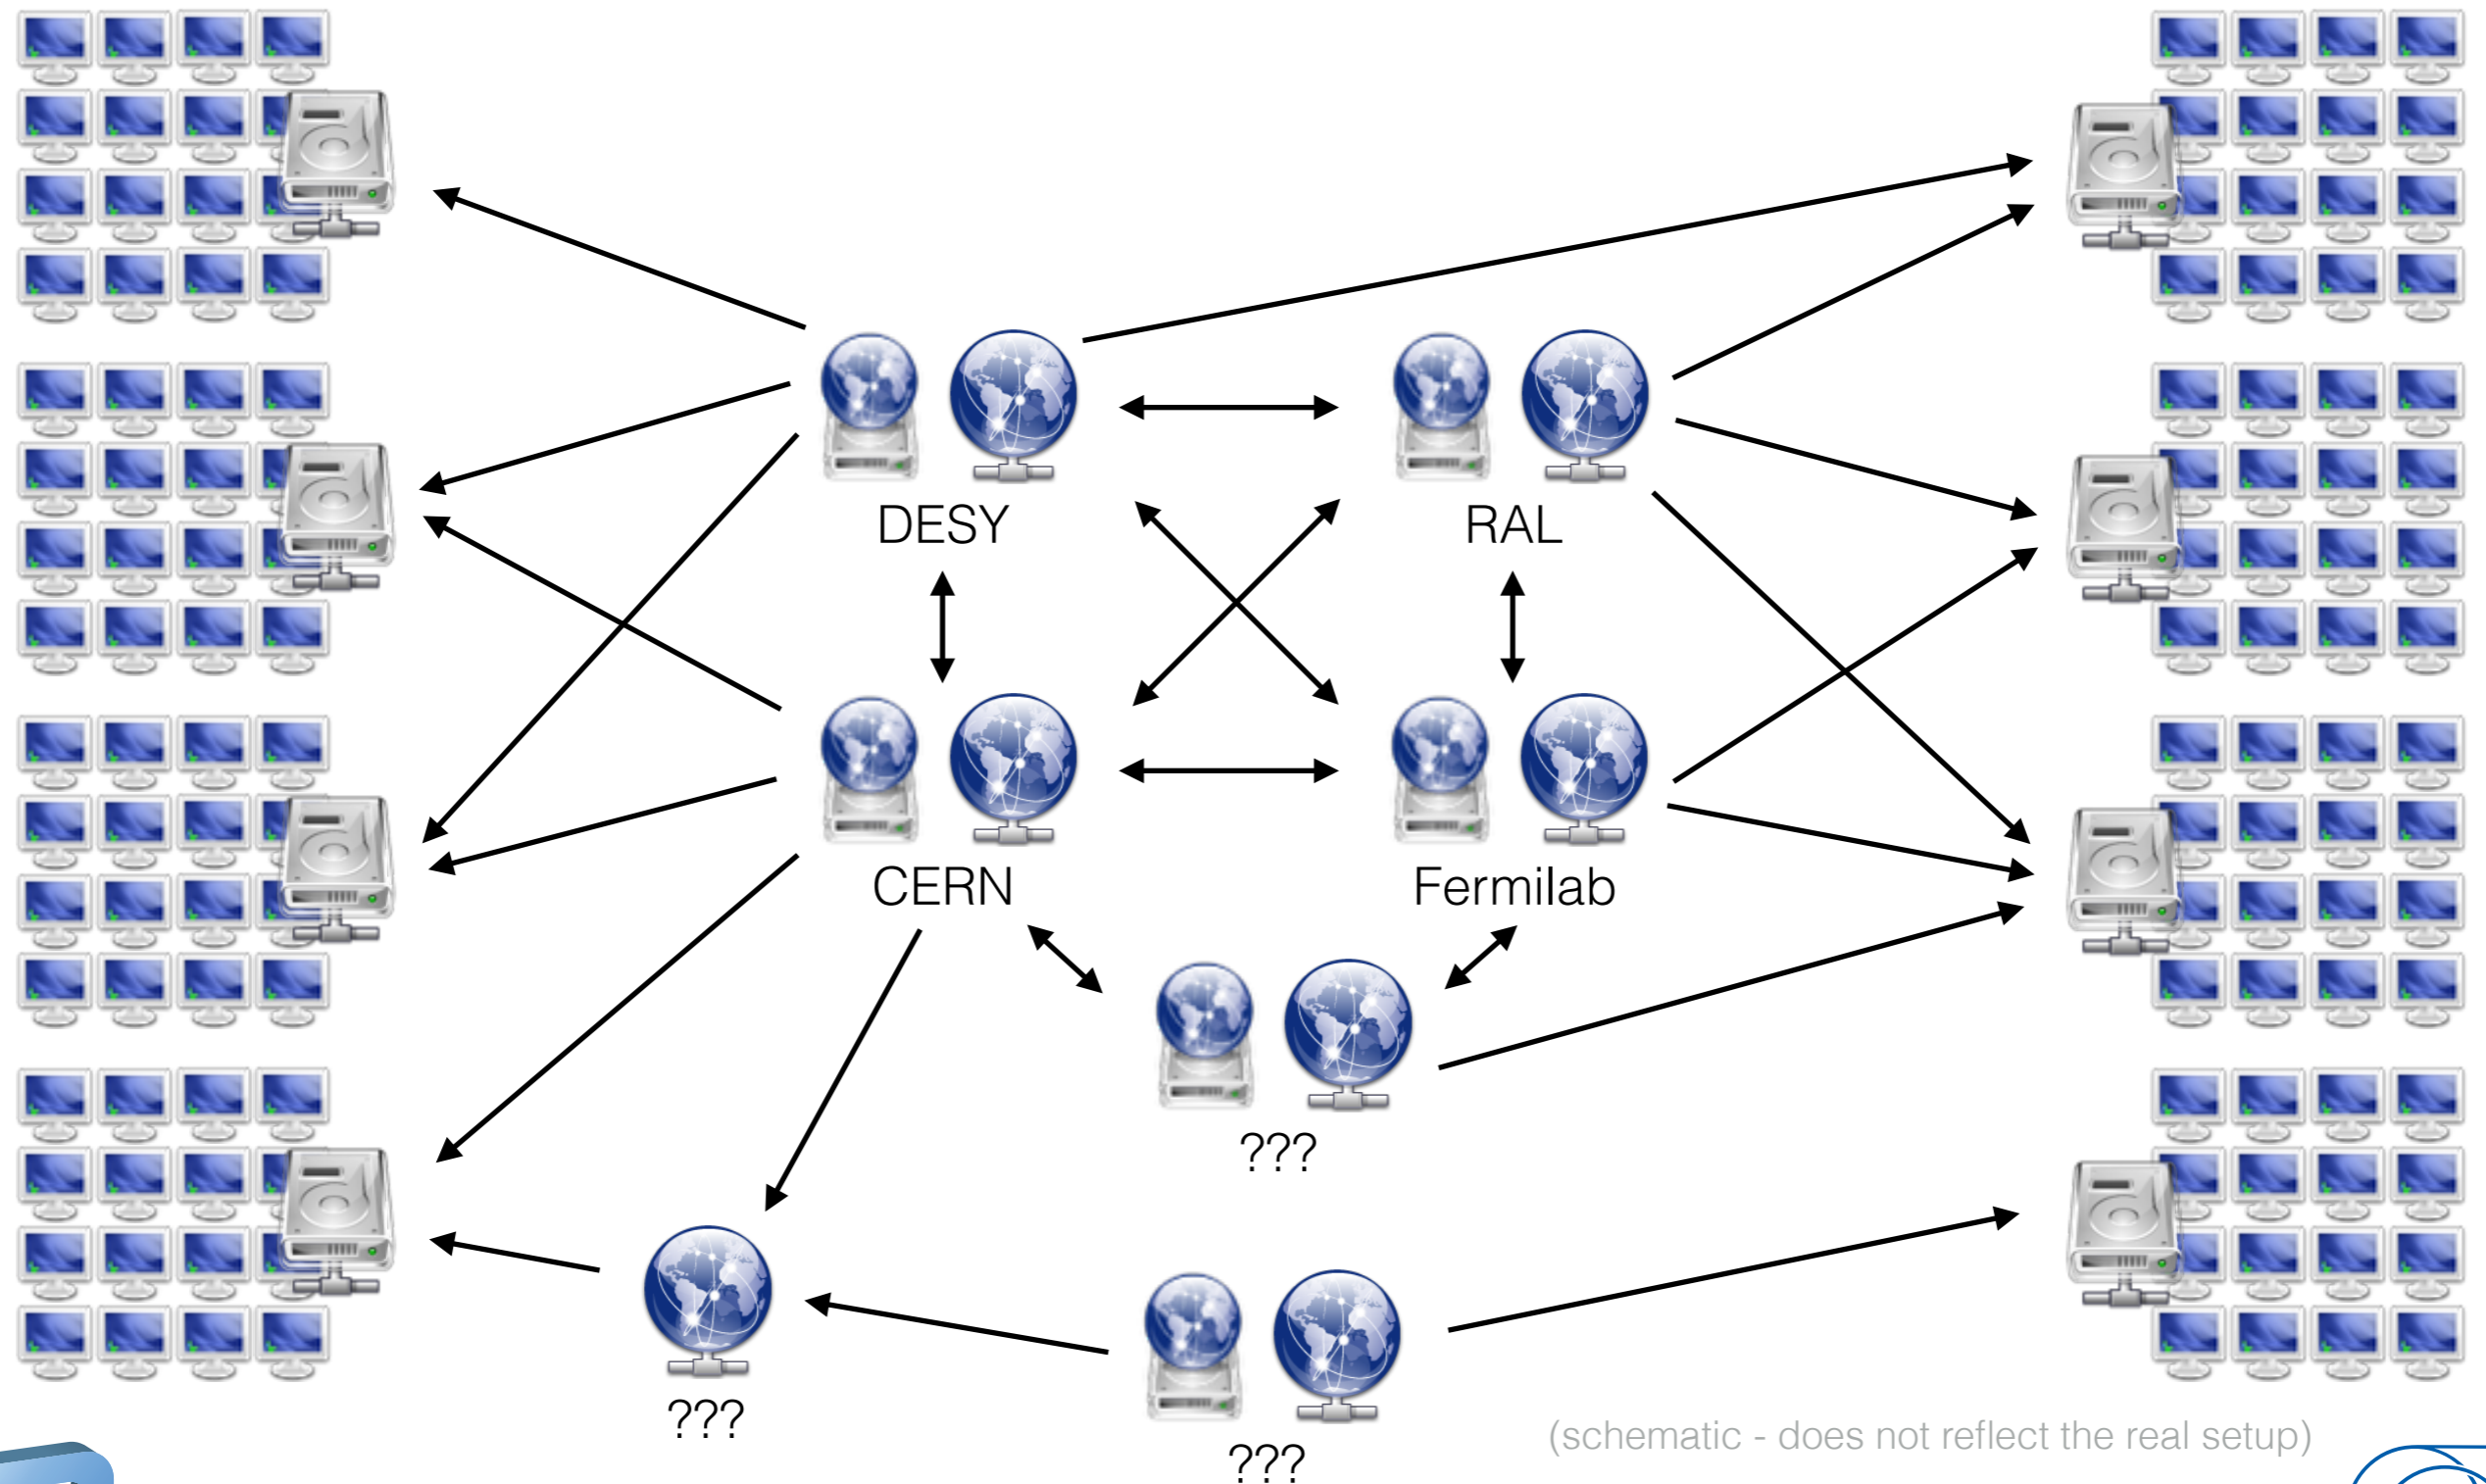 DESY
RAL
CERN
Fermilab
???
???
???
(schematic - does not reflect the real setup)